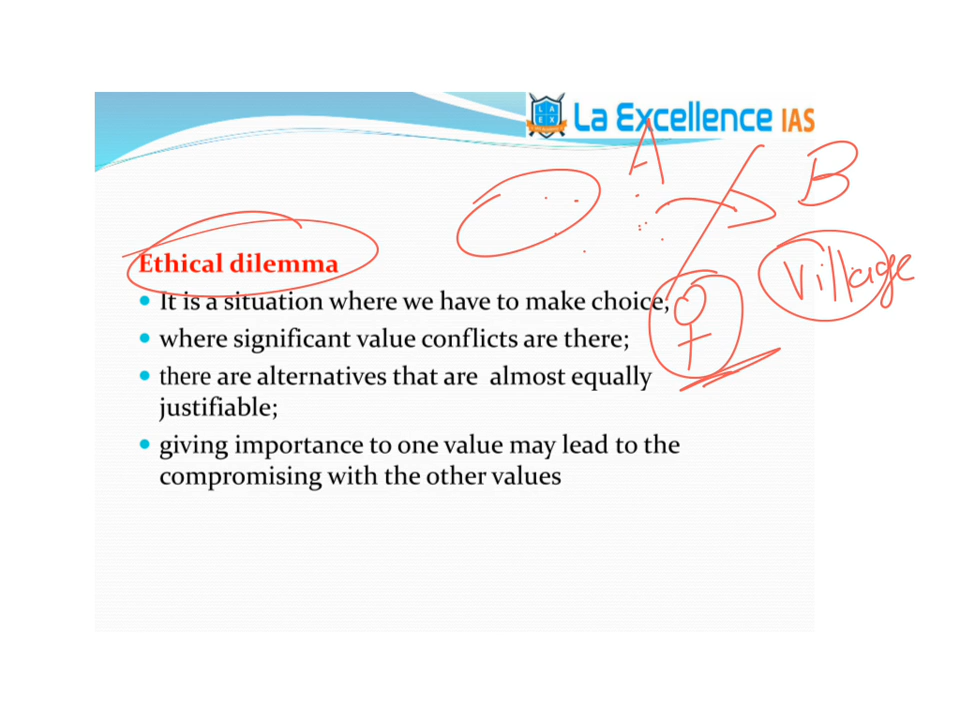 La Excellence IAS
A
B
Ethical dilemma
Village
• It is a situation where we have to make choice;
• where significant value conflicts are there;
• there are alternatives that are almost equally
justifiable;
• giving importance to one value may lead to the
compromising with the other values